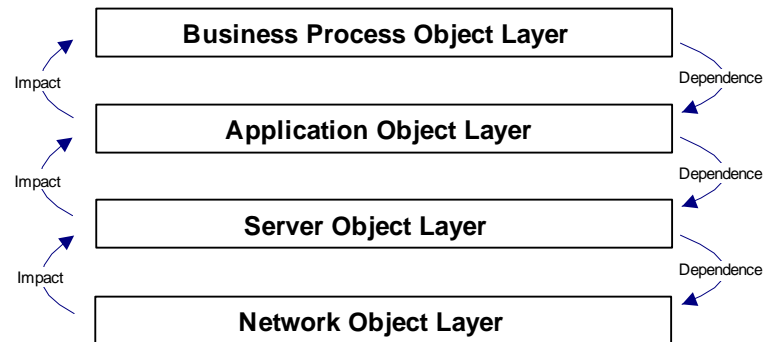 Business Process Object Layer
Impact
Dependence
Application Object Layer
Impact
Dependence
Server Object Layer
Impact
Dependence
Network Object Layer